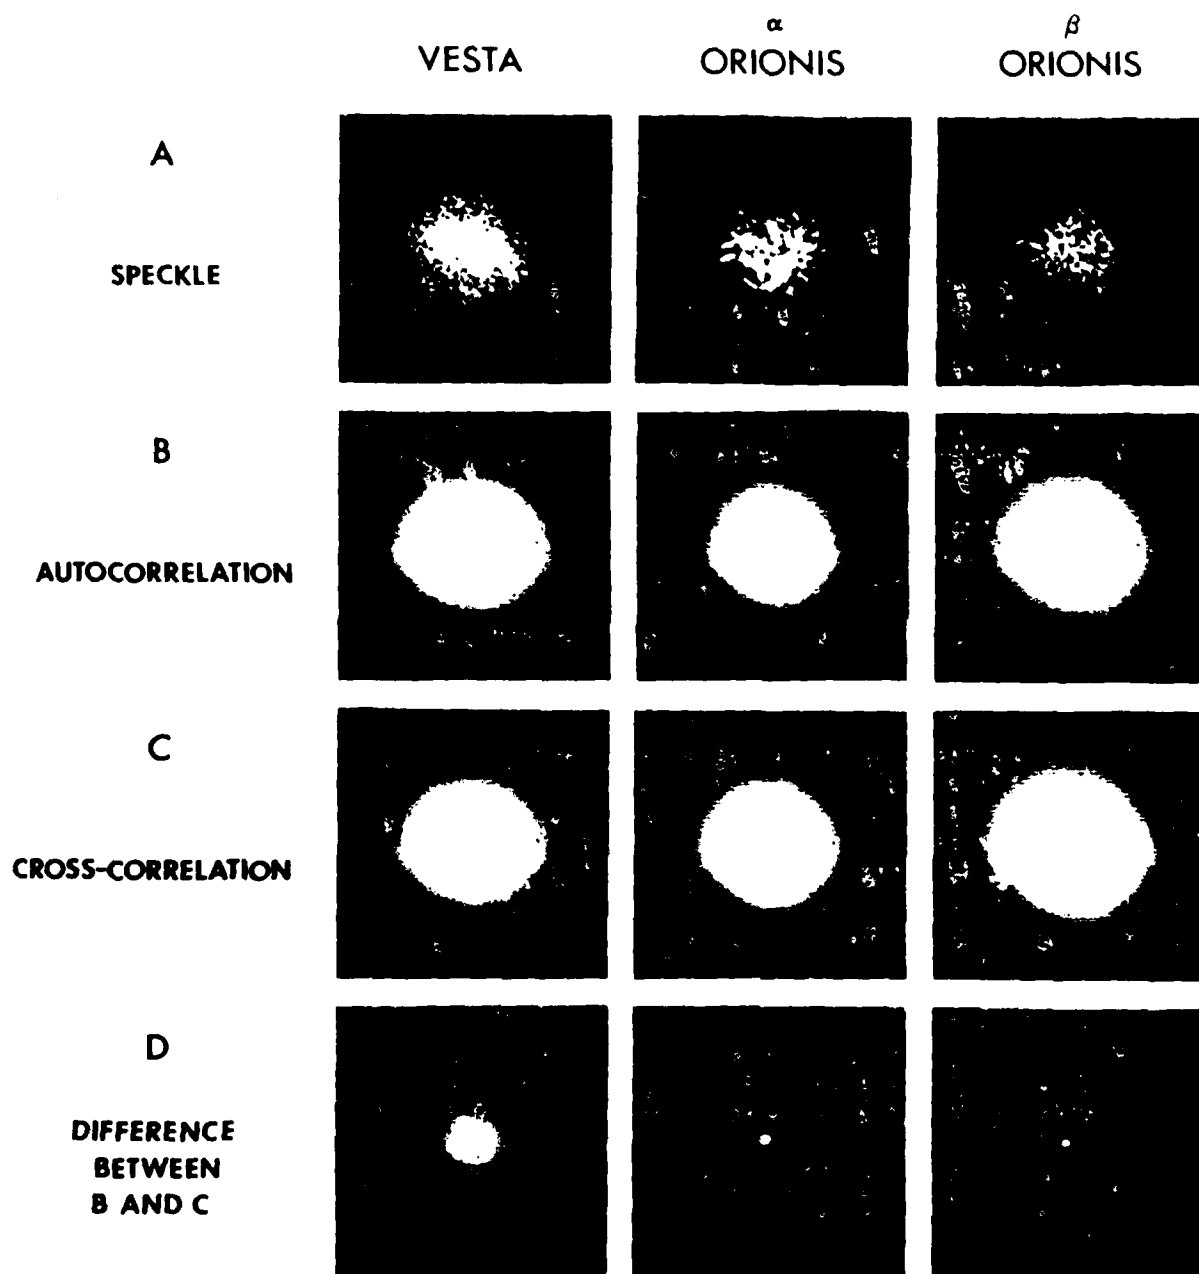 VESTA
α
ORIONIS
β
ORIONIS
A
SPECKLE
B
AUTOCORRELATION
C
CROSS-CORRELATION
D
DIFFERENCE
BETWEEN
B AND C